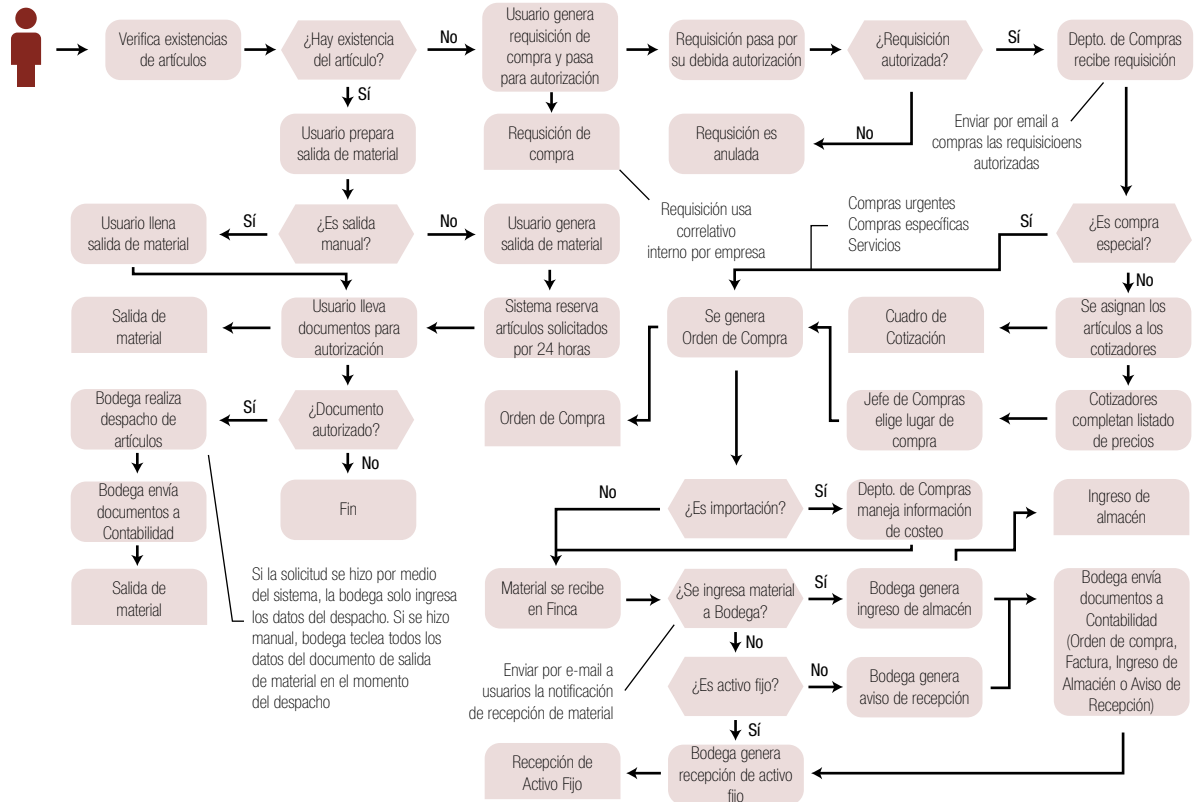 Verifica existencias
de artículos
¿Hay existencia
del artículo?
No
Usuario genera
requisición de
compra y pasa
para autorización
Requisición pasa por
su debida autorización
¿Requisición
autorizada?
Sí
Depto. de Compras
recibe requisición
Sí
Usuario prepara
salida de material
Requsición de
compra
Requsición es
anulada
No
Enviar por email a
compras las requisicioens
autorizadas
Usuario llena
salida de material
Sí
¿Es salida
manual?
No
Usuario genera
salida de material
Requisición usa
correlativo
interno por empresa
Compras urgentes
Compras específicas
Servicios
Sí
¿Es compra
especial?
No
Salida de
material
Usuario lleva
documentos para
autorización
Sistema reserva
artículos solicitados
por 24 horas
Se genera
Orden de Compra
Cuadro de
Cotización
Se asignan los
artículos a los
cotizadores
Bodega realiza
despacho de
artículos
Sí
¿Documento
autorizado?
Orden de Compra
Jefe de Compras
elige lugar de
compra
Cotizadores
completan listado
de precios
No
Bodega envía
documentos a
Contabilidad
Fin
No
¿Es importación?
Sí
Depto. de Compras
maneja información
de costeo
Ingreso de
almacén
Salida de
material
Si la solicitud se hizo por medio
del sistema, la bodega solo ingresa
los datos del despacho. Si se hizo
manual, bodega teclea todos los
datos del documento de salida
de material en el momento
del despacho
Material se recibe
en Finca
¿Se ingresa material
a Bodega?
Sí
Bodega genera
ingreso de almacén
Bodega envía
documentos a
Contabilidad
(Orden de compra,
Factura, Ingreso de
Almacién o Aviso de
Recepción)
No
Enviar por e-mail a
usuarios la notificación
de recepción de material
¿Es activo fijo?
No
Bodega genera
aviso de recepción
Sí
Recepción de
Activo Fijo
Bodega genera
recepción de activo
fijo